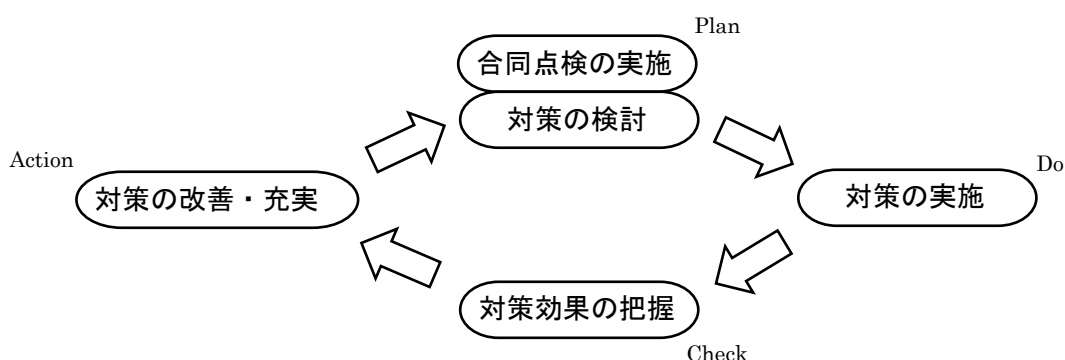 Plan
合同点検の実施
対策の検討
Action
Do
対策の改善・充実
対策の実施
対策効果の把握
Check